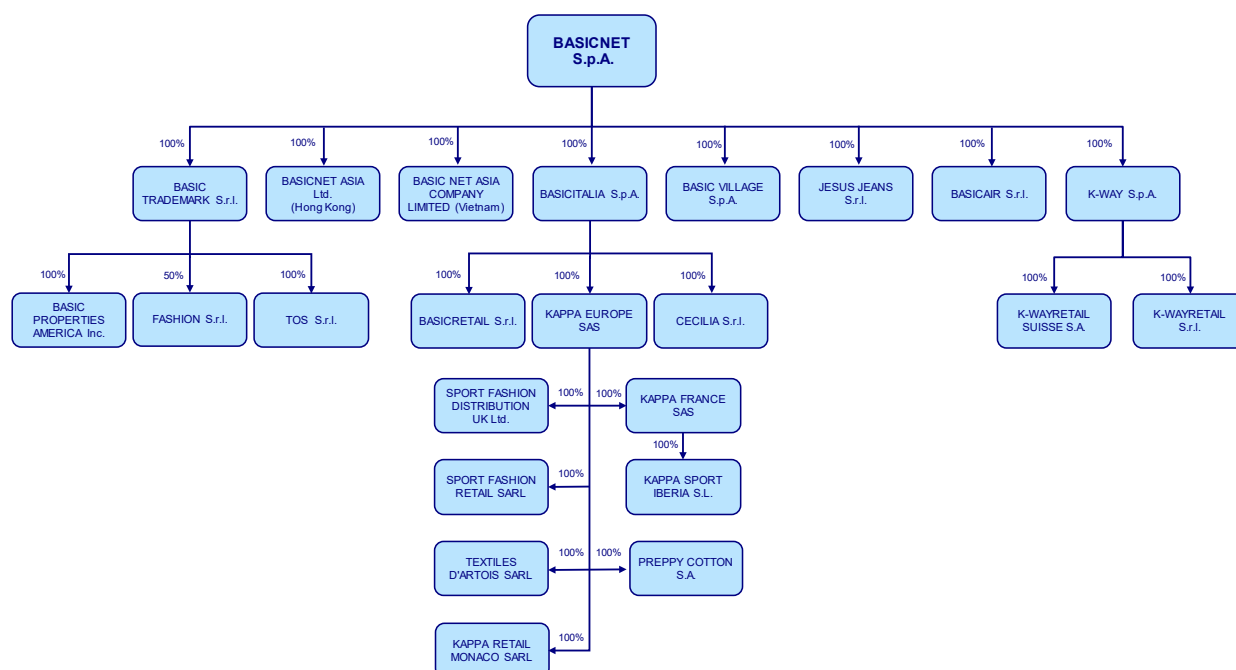 BASICNET
S.p.A.
100%
100%
100%
100%
100%
100%
100%
100%
BASIC
TRADEMARK S.r.l.
BASICNET ASIA
Ltd.
(Hong Kong)
BASIC NET ASIA
COMPANY
LIMITED (Vietnam)
BASICITALIA S.p.A.
BASIC VILLAGE
S.p.A.
JESUS JEANS
S.r.l.
BASICAIR S.r.l.
K-WAY S.p.A.
100%
50%
100%
100%
100%
100%
100%
100%
BASIC
PROPERTIES
AMERICA Inc.
FASHION S.r.l.
TOS S.r.l.
BASICRETAIL S.r.l.
KAPPA EUROPE
SAS
CECILIA S.r.l.
K-WAYRETAIL
SUISSE S.A.
K-WAYRETAIL
S.r.l.
SPORT FASHION
DISTRIBUTION
UK Ltd.
100%
100%
KAPPA FRANCE
SAS
100%
SPORT FASHION
RETAIL SARL
100%
KAPPA SPORT
IBERIA S.L.
TEXTILES
D'ARTOIS SARL
100%
100%
PREPPY COTTON
S.A.
KAPPA RETAIL
MONACO SARL
100%